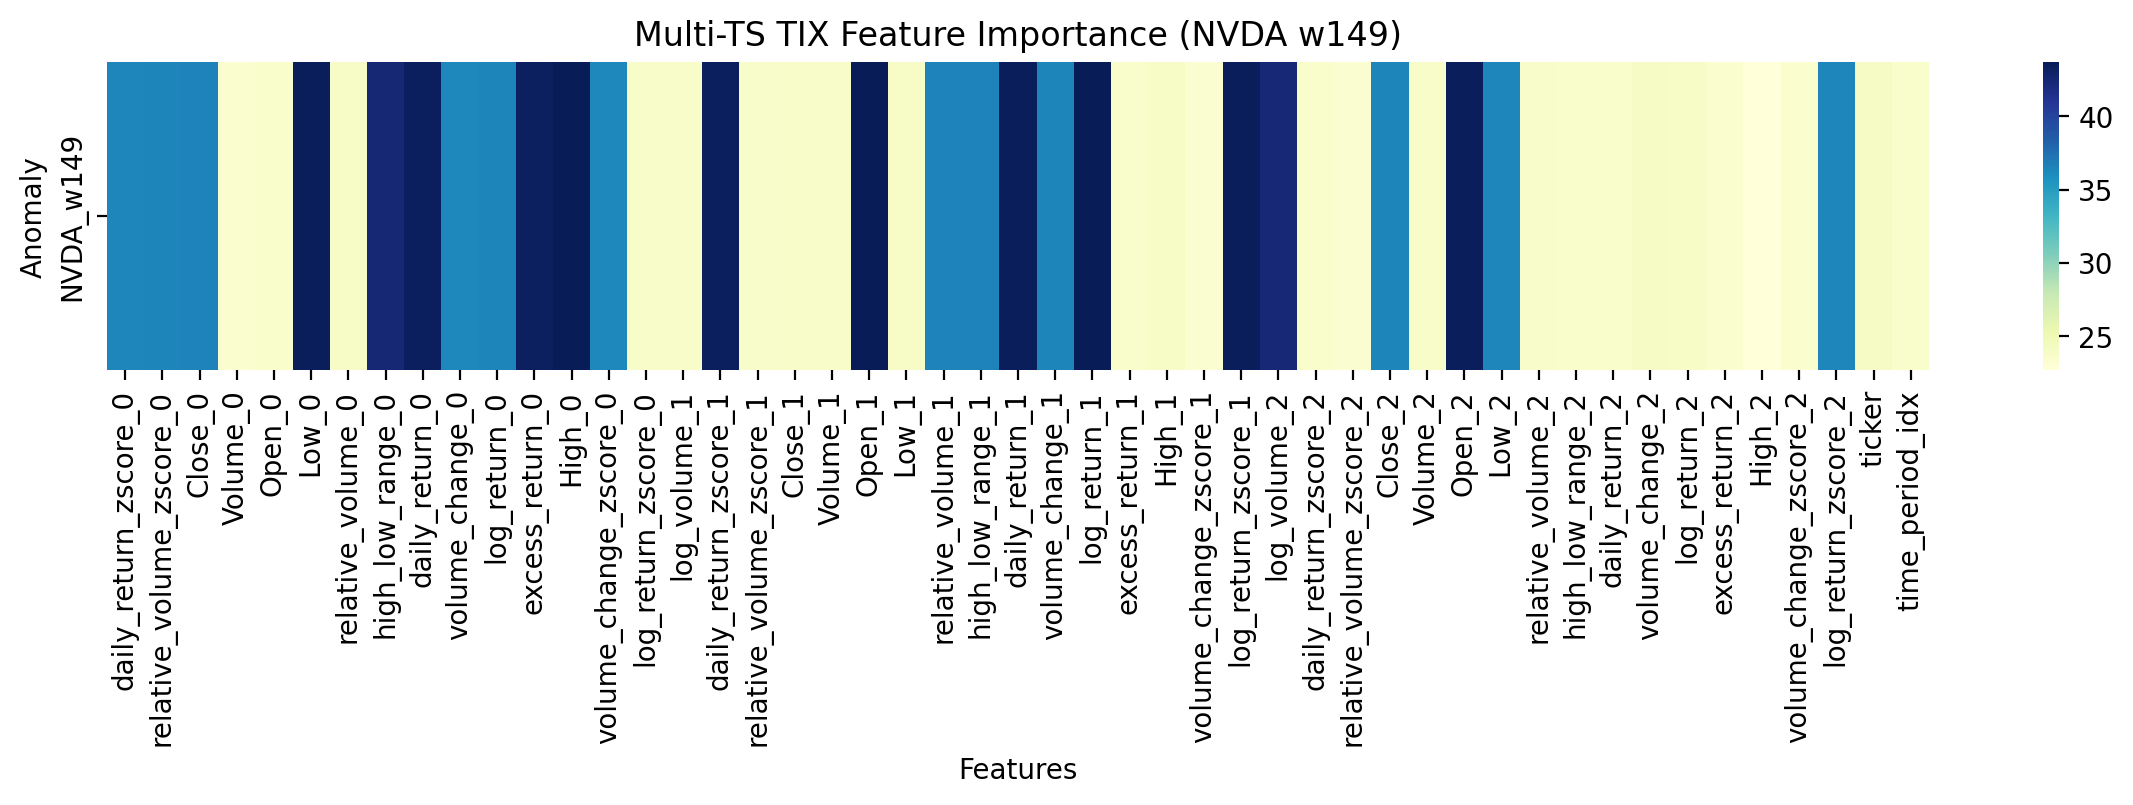 Multi-TS TIX Feature Importance (NVDA w149)
Anomaly
NVDA_w149
40
35
30
25
daily_return_zscore_0
relative_volume_zscore_0
Close_0
Volume_0
Open_0
Low_0
relative_volume_0
high_low_range_0
daily_return_0
volume_change_0
log_return_0
excess_return_0
High_0
volume_change_zscore_0
log_return_zscore_0
log_volume_1
daily_return_zscore_1
relative_volume_zscore_1
Close_1
Volume_1
Open_1
Low_1
relative_volume_1
high_low_range_1
daily_return_1
volume_change_1
log_return_1
excess_return_1
High_1
volume_change_zscore_1
log_return_zscore_1
log_volume_2
daily_return_zscore_2
relative_volume_zscore_2
Close_2
Volume_2
Open_2
Low_2
relative_volume_2
high_low_range_2
daily_return_2
volume_change_2
log_return_2
excess_return_2
High_2
volume_change_zscore_2
log_return_zscore_2
ticker
time_period_idx
Features